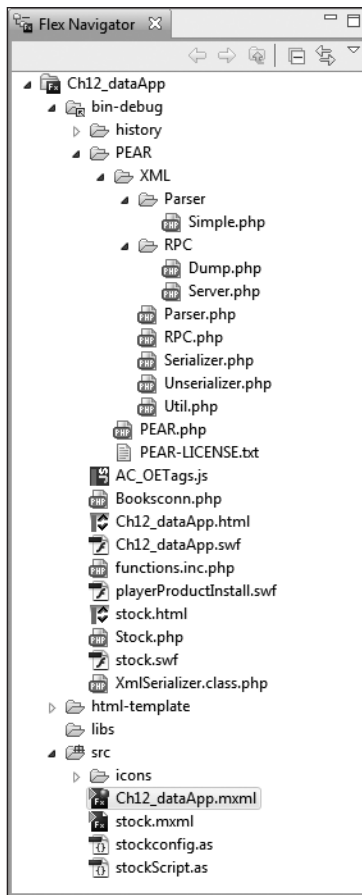 Flex Navigator
Ch12_dataApp
bin-debug
history
PEAR
XML
Parser
Simple.php
RPC
Dump.php
Server.php
Parser.php
RPC.php
Serializer.php
Unserializer.php
Util.php
PEAR.php
PEAR-LICENSE.txt
AC_OETags.js
Booksconn.php
Ch12_dataApp.html
Ch12_dataApp.swf
functions.inc.php
playerProductInstall.swf
stock.html
Stock.php
stock.swf
XmlSerializer.class.php
html-template
libs
src
icons
Ch12_dataApp.mxml
stock.mxml
stockconfig.as
stockScript.as